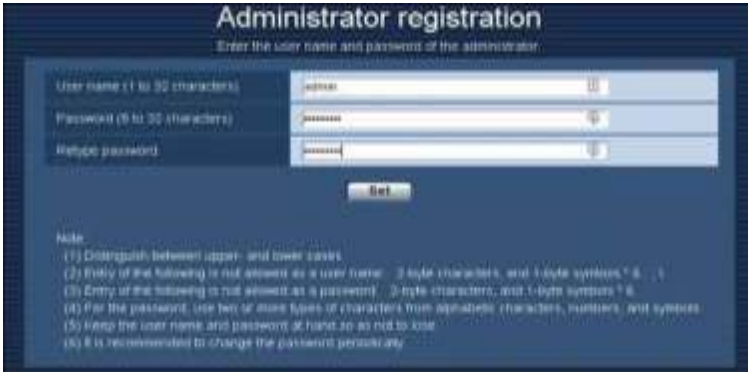 Administrator registration
Enter the user name and password of the administrator.
User name (1 to 32 characters)
admin
Password (8 to 32 characters)
••••••••
Retype password
••••••••
Set
Note
(1) Distinguish between upper- and lower cases
(2) Entry of the following is not allowed as a user name 2-byte characters, and 1-byte symbols " &
(3) Entry of the following is not allowed as a password 2-byte characters, and 1-byte symbols " &
(4) For the password, use two or more types of characters from alphabetic characters, numbers, and symbols
(5) Keep the user name and password at hand so as not to lose
(6) It is recommended to change the password periodically